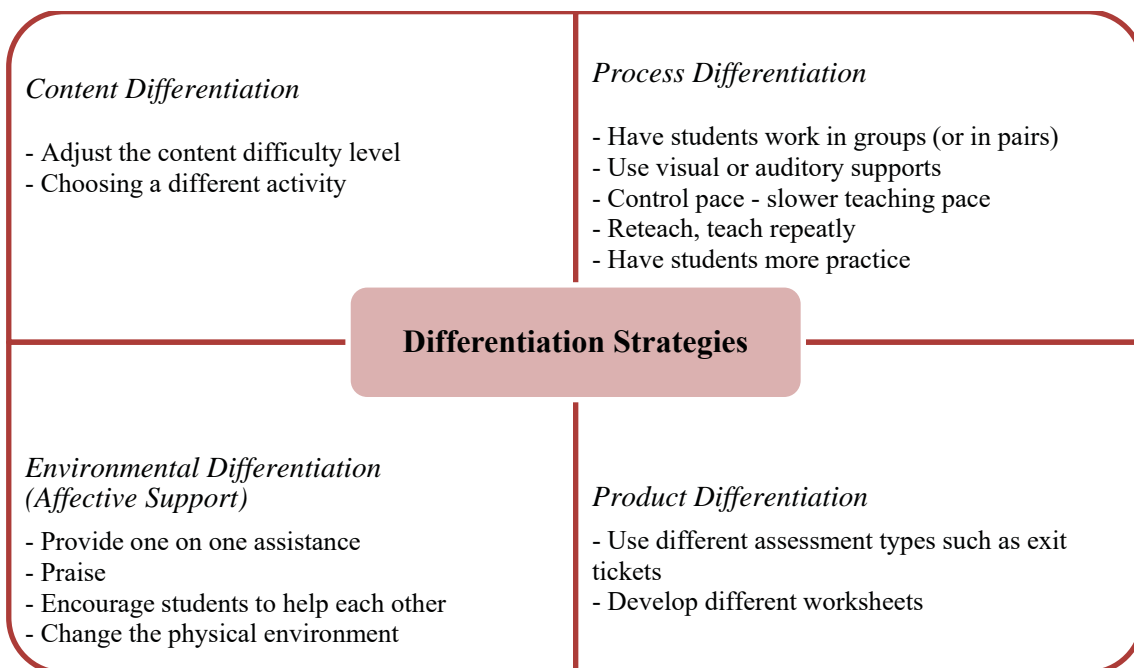 Content Differentiation
- Adjust the content difficulty level
- Choosing a different activity
Process Differentiation
- Have students work in groups (or in pairs)
- Use visual or auditory supports
- Control pace - slower teaching pace
- Reteach, teach repeatly
- Have students more practice
Differentiation Strategies
Environmental Differentiation
(Affective Support)
- Provide one on one assistance
- Praise
- Encourage students to help each other
- Change the physical environment
Product Differentiation
- Use different assessment types such as exit
tickets
- Develop different worksheets